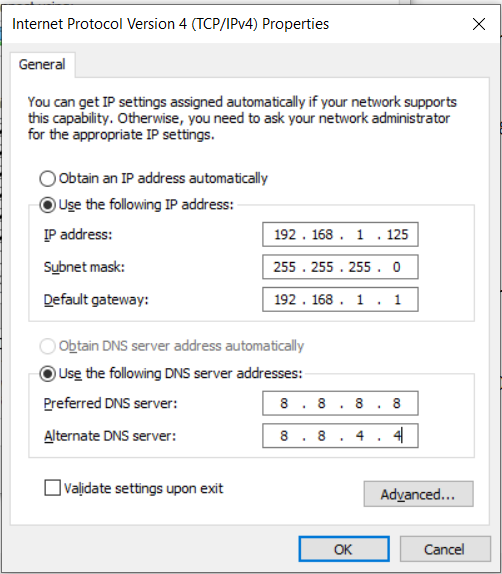 Internet Protocol Version 4 (TCP/IPv4) Properties
General
You can get IP settings assigned automatically if your network supports
this capability. Otherwise, you need to ask your network administrator
for the appropriate IP settings.
Obtain an IP address automatically
Use the following IP address:
IP address: 192 . 168 . 1 . 125
Subnet mask: 255 . 255 . 255 . 0
Default gateway: 192 . 168 . 1 . 1
Obtain DNS server address automatically
Use the following DNS server addresses:
Preferred DNS server: 8 . 8 . 8 . 8
Alternate DNS server: 8 . 8 . 4 . 4
Validate settings upon exit
Advanced...
OK Cancel